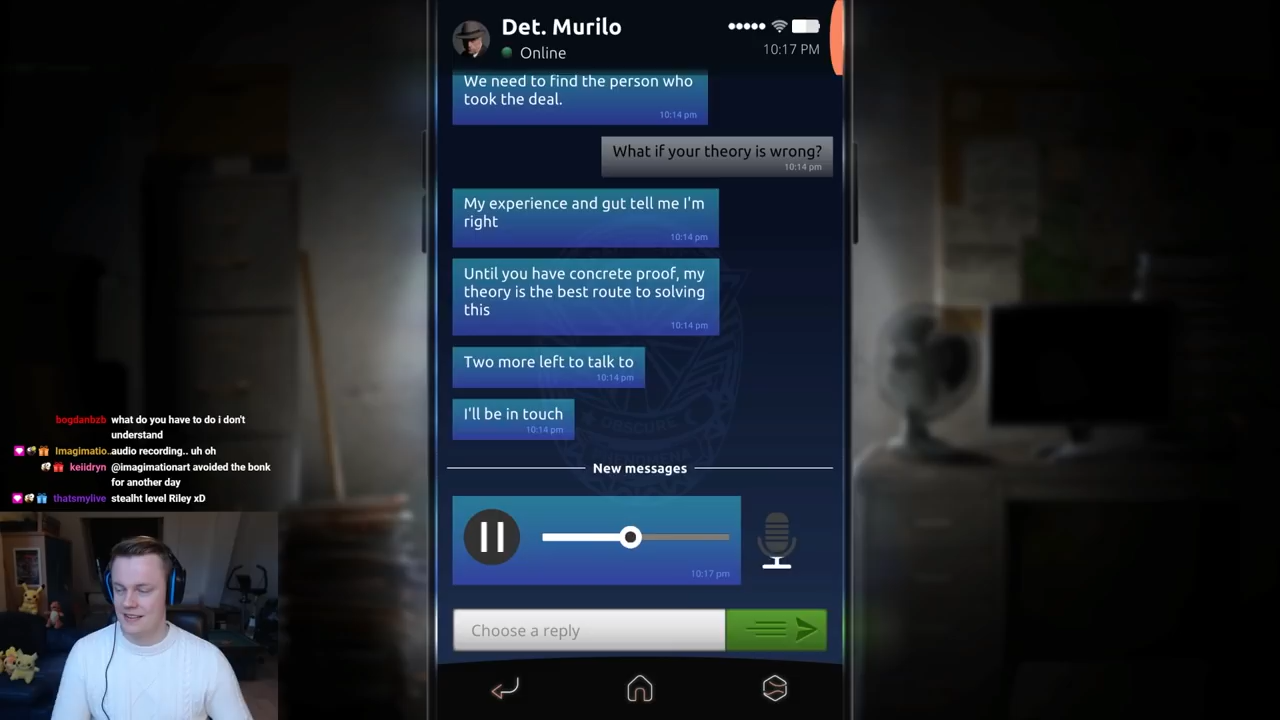 Det. Murilo
Online
10:17 PM
We need to find the person who
took the deal.
10:14 pm
What if your theory is wrong?
10:14 pm
My experience and gut tell me I'm
right
10:14 pm
Until you have concrete proof, my
theory is the best route to solving
this
10:14 pm
Two more left to talk to
10:14 pm
I'll be in touch
10:14 pm
New messages
10:17 pm
Choose a reply
bogdanbzb what do you have to do i don't
understand
Imaginatio.. audio recording.. uh oh
keiidryn @imagimationart avoided the bonk
for another day
thatsmylive stealht level Riley xD
OBSCURE
PHENOMENA